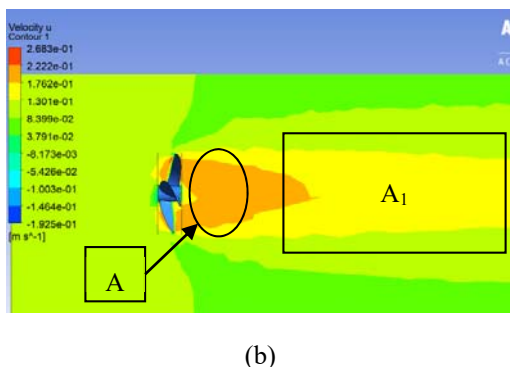 Velocity u
Contour 1
2.683e-01
2.222e-01
1.762e-01
1.301e-01
8.399e-02
3.791e-02
-8.173e-03
-5.426e-02
-1.003e-01
-1.464e-01
-1.925e-01
[m s^-1]
A
A₁
A
(b)